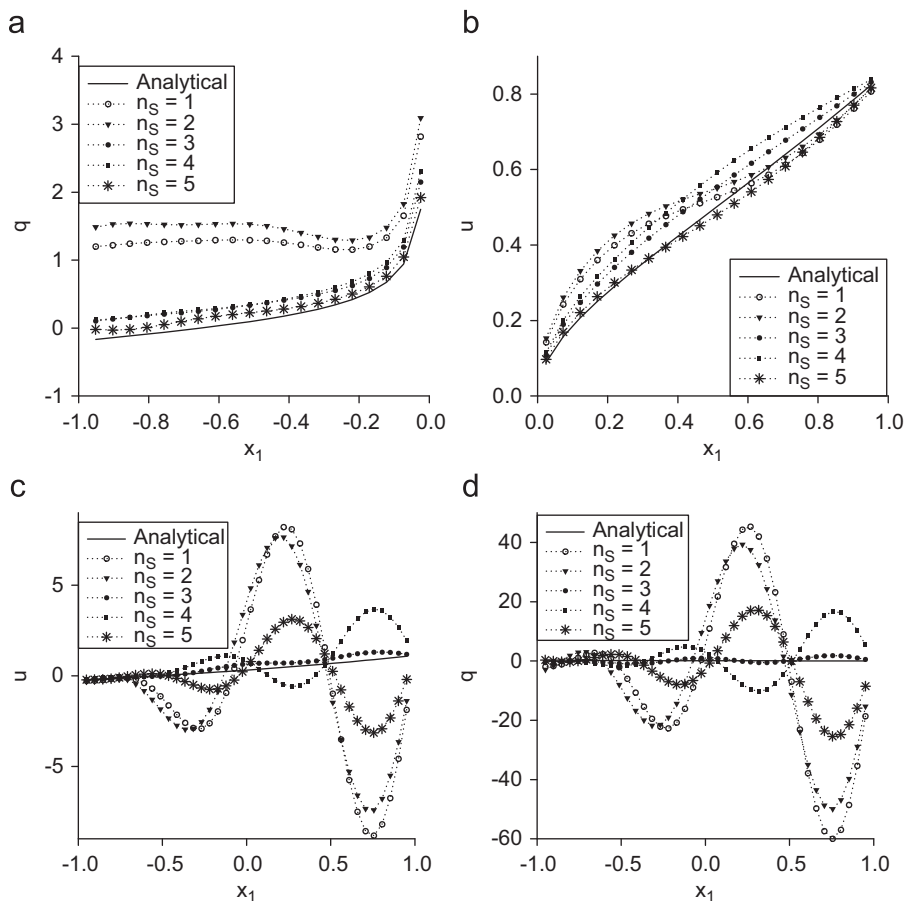 a
4
3
2
1
0
-1
q
Analytical
nS = 1
nS = 2
nS = 3
nS = 4
nS = 5
-1.0 -0.8 -0.6 -0.4 -0.2 0.0
x1
b
0.8
0.6
0.4
0.2
0.0
u
Analytical
nS = 1
nS = 2
nS = 3
nS = 4
nS = 5
0.0 0.2 0.4 0.6 0.8 1.0
x1
c
5
0
-5
u
Analytical
nS = 1
nS = 2
nS = 3
nS = 4
nS = 5
-1.0 -0.5 0.0 0.5 1.0
x1
d
40
20
0
-20
-40
-60
q
Analytical
nS = 1
nS = 2
nS = 3
nS = 4
nS = 5
-1.0 -0.5 0.0 0.5 1.0
x1